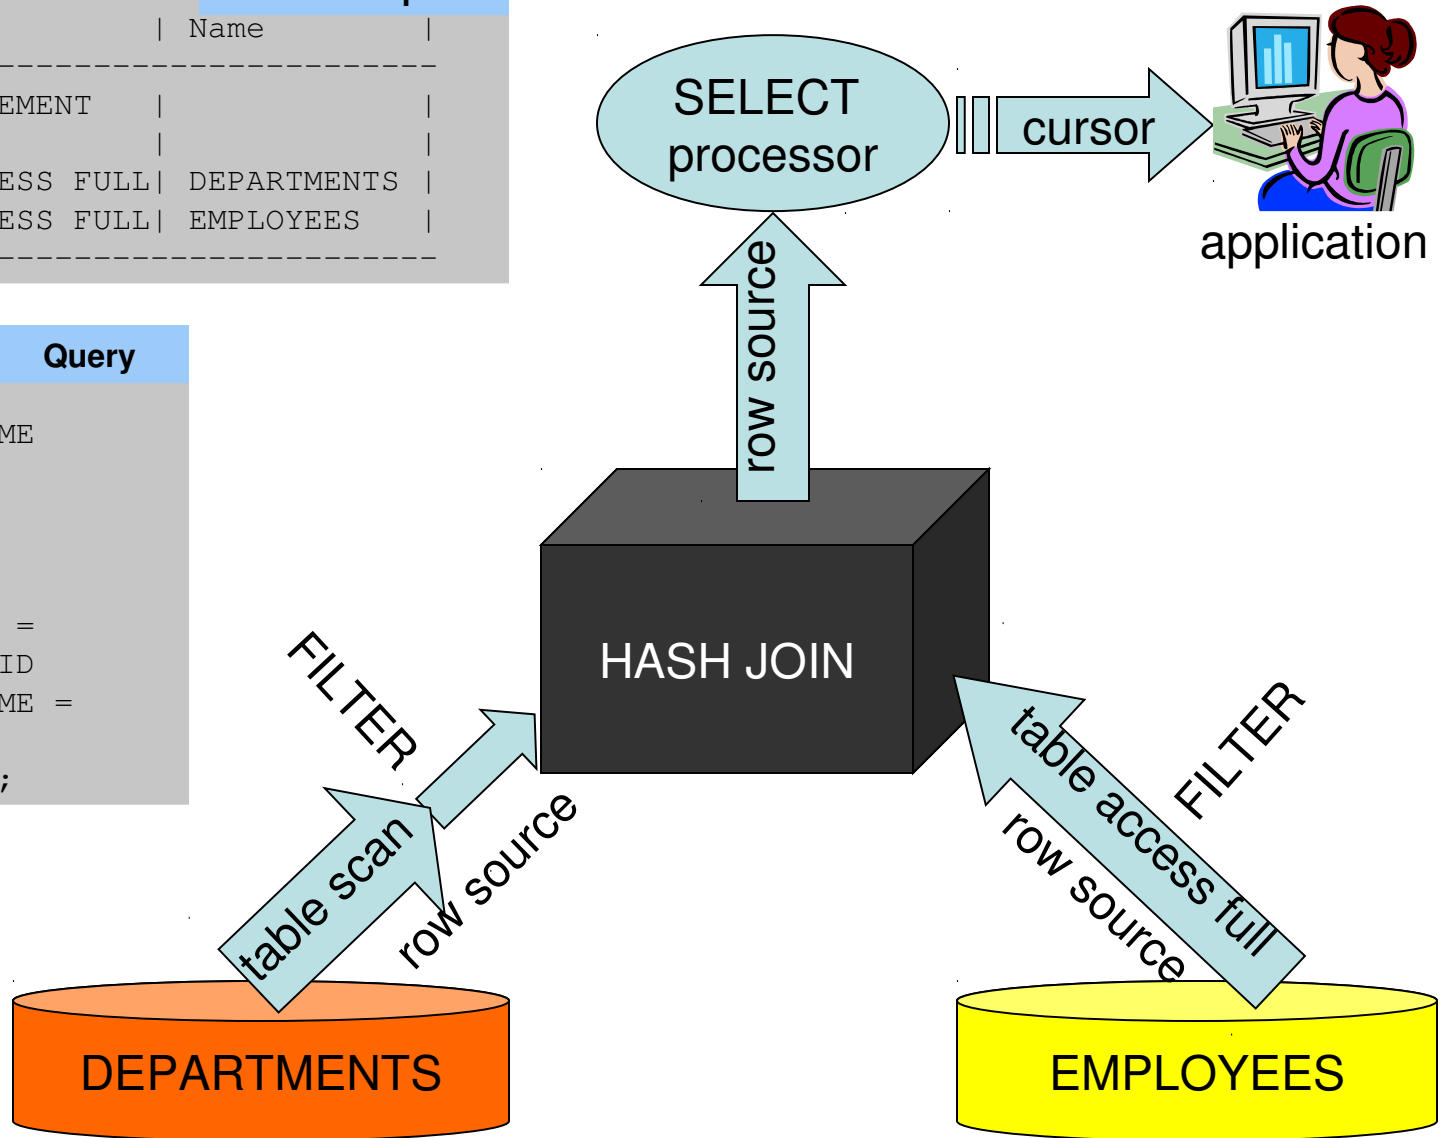 | Name |
-----------------------
EMENT | |
| |
ESS FULL| DEPARTMENTS |
ESS FULL| EMPLOYEES |
-----------------------
Query
ME
=
ID
ME =
;
SELECT
processor
cursor
application
row source
HASH JOIN
FILTER
table scan
row source
FILTER
table access full
row source
DEPARTMENTS
EMPLOYEES